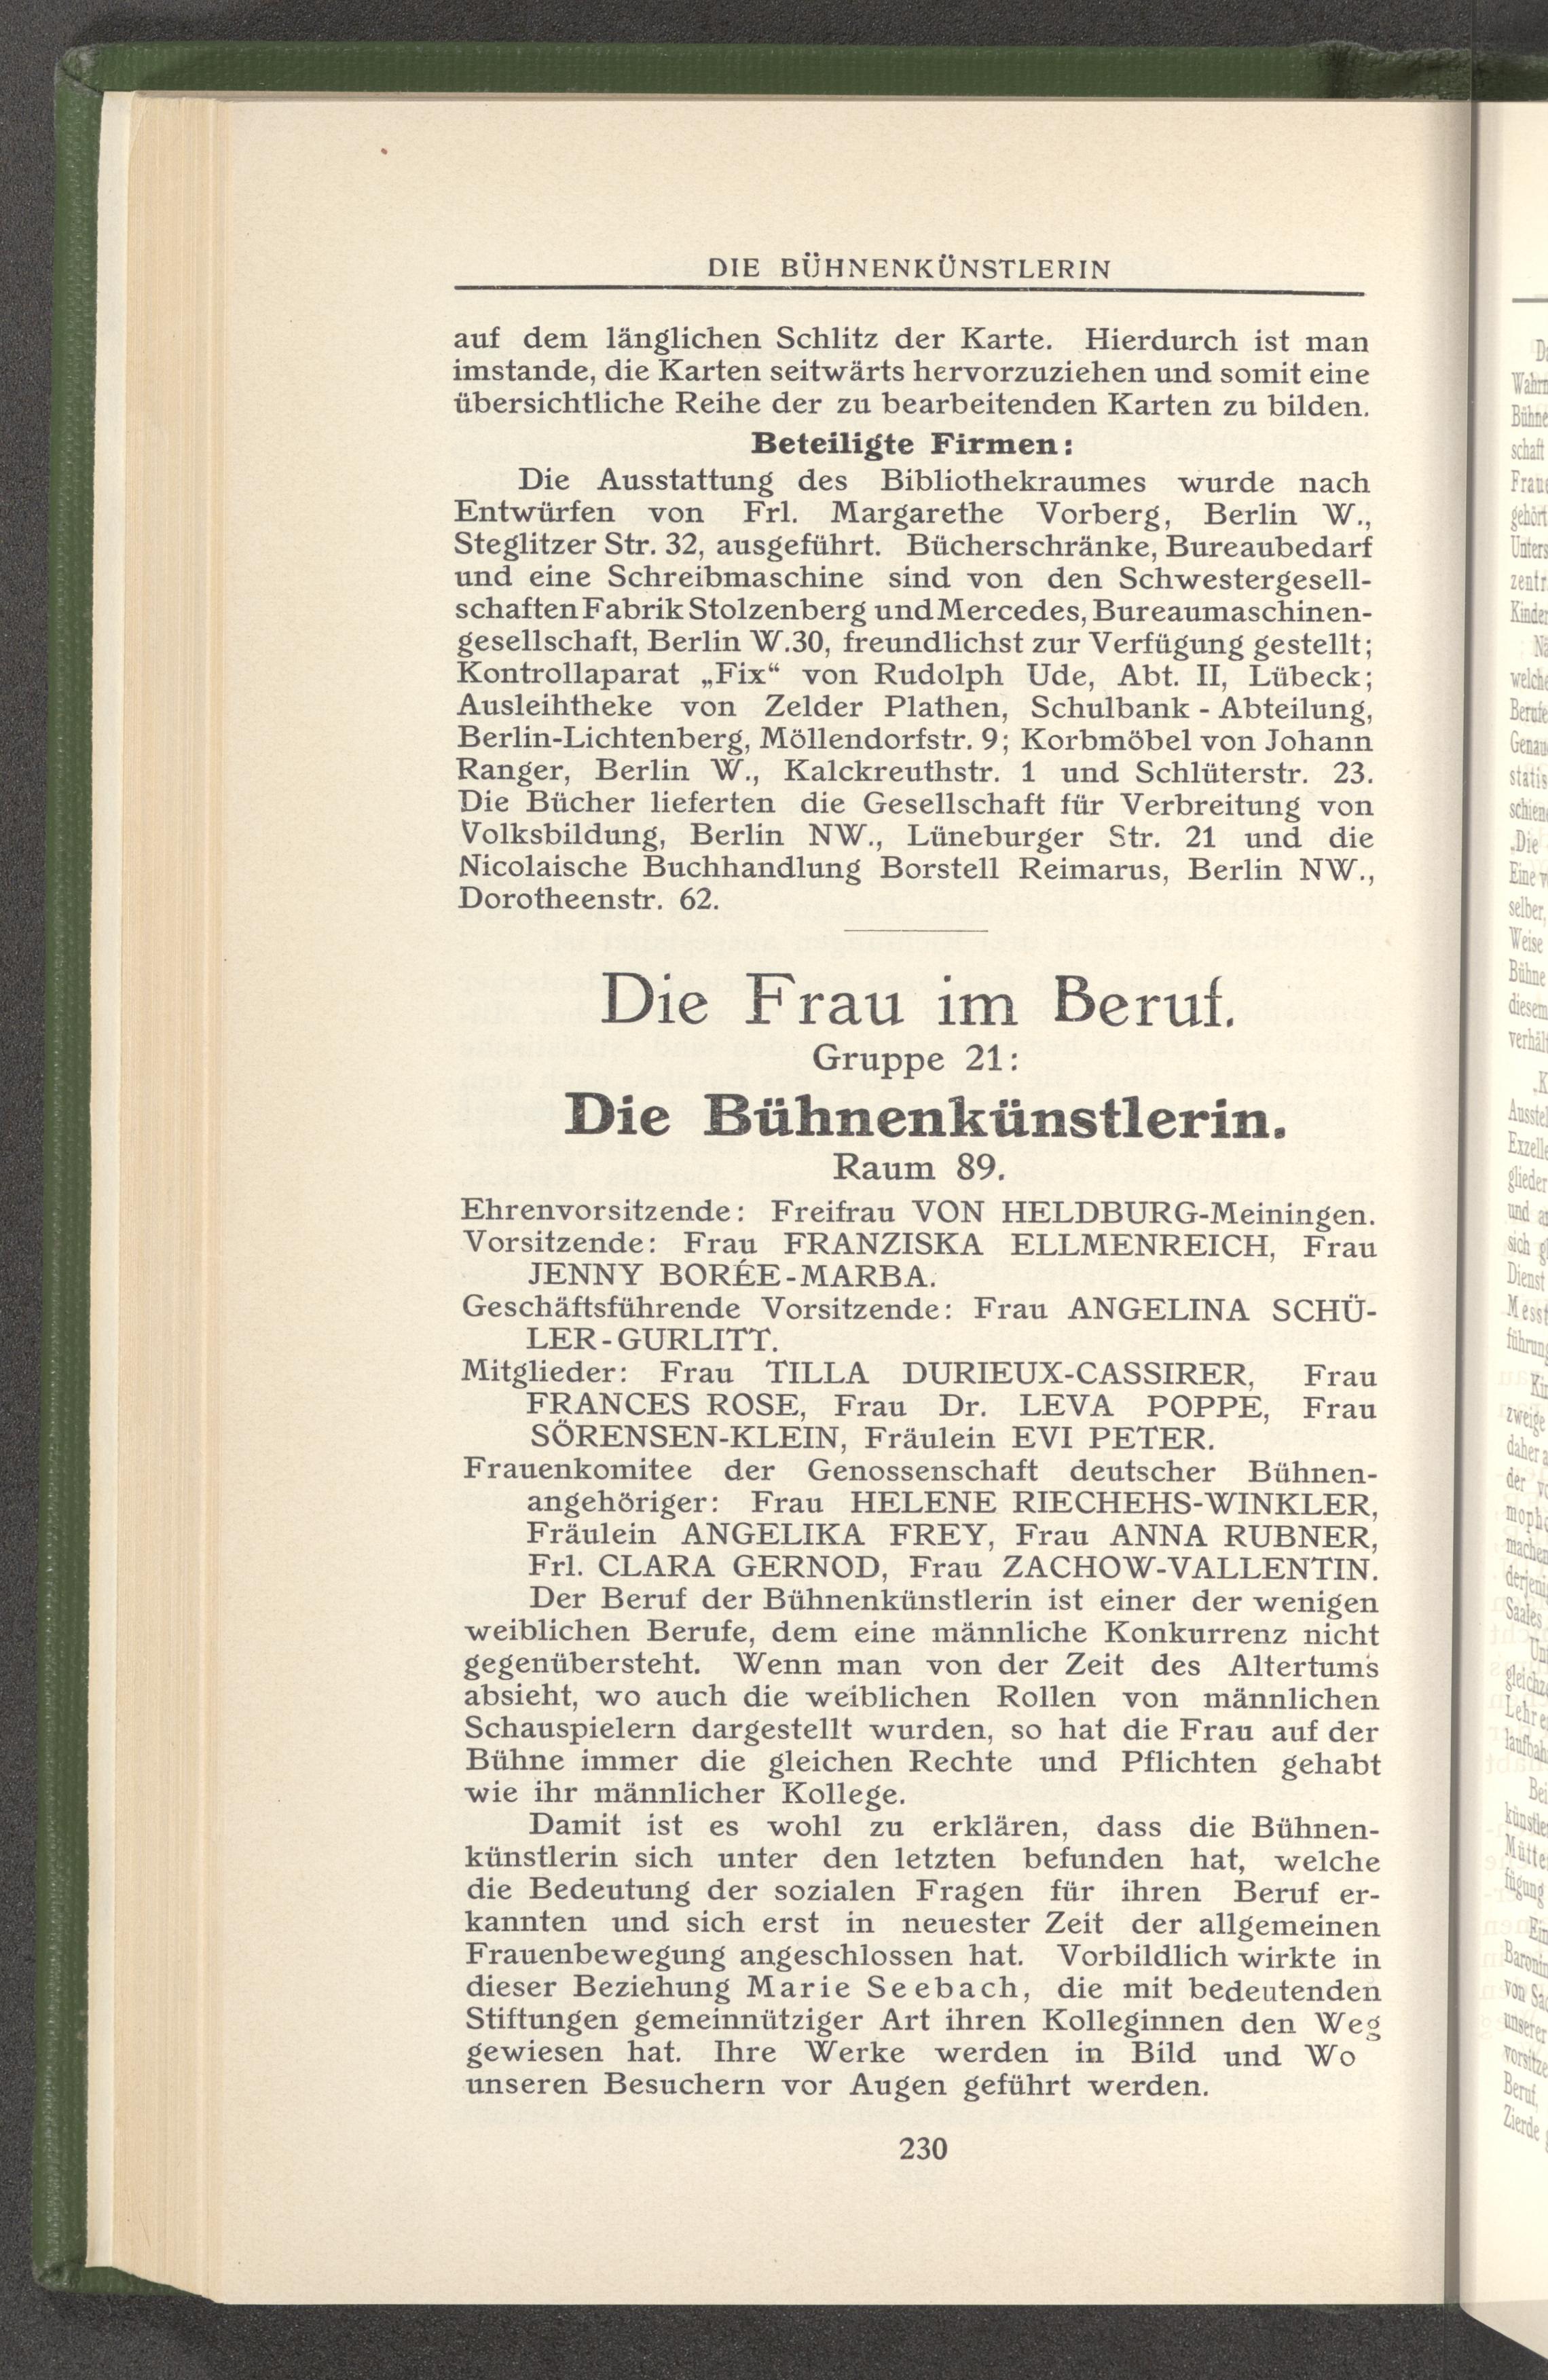 DIE BÜHNENKÜNSTLERIN
auf dem länglichen Schlitz der Karte. Hierdurch ist man
imstande, die Karten seitwärts hervorzuziehen und somit eine
übersichtliche Reihe der zu bearbeitenden Karten zu bilden.
Beteiligte Firmen:
Die Ausstattung des Bibliothekraumes wurde nach
Entwürfen von Frl. Margarethe Vorberg, Berlin W.,
Steglitzer Str. 32, ausgeführt. Bücherschränke, Bureaubedarf
und eine Schreibmaschine sind von den Schwestergesell-
schaften Fabrik Stolzenberg und Mercedes, Bureaumaschinen-
gesellschaft, Berlin W.30, freundlichst zur Verfügung gestellt;
Kontrollaparat „Fix“ von Rudolph Ude, Abt. II, Lübeck;
Ausleihtheke von Zelder Plathen, Schulbank - Abteilung,
Berlin-Lichtenberg, Möllendorfstr. 9; Korbmöbel von Johann
Ranger, Berlin W., Kalckreuthstr. 1 und Schlüterstr. 23.
Die Bücher lieferten die Gesellschaft für Verbreitung von
Volksbildung, Berlin NW., Lüneburger Str. 21 und die
Nicolaische Buchhandlung Borstell Reimarus, Berlin NW.,
Dorotheenstr. 62.
Die Frau im Beruf.
Gruppe 21:
Die Bühnenkünstlerin.
Raum 89.
Ehrenvorsitzende: Freifrau VON HELDBURG-Meiningen.
Vorsitzende: Frau FRANZISKA ELLMENREICH, Frau
JENNY BORÉE-MARBA.
Geschäftsführende Vorsitzende: Frau ANGELINA SCHÜ-
LER-GURLITT.
Mitglieder: Frau TILLA DURIEUX-CASSIRER, Frau
FRANCES ROSE, Frau Dr. LEVA POPPE, Frau
SÖRENSEN-KLEIN, Fräulein EVI PETER.
Frauenkomitee der Genossenschaft deutscher Bühnen-
angehöriger: Frau HELENE RIECHEHS-WINKLER,
Fräulein ANGELIKA FREY, Frau ANNA RUBNER,
Frl. CLARA GERNOD, Frau ZACHOW-VALLENTIN.
Der Beruf der Bühnenkünstlerin ist einer der wenigen
weiblichen Berufe, dem eine männliche Konkurrenz nicht
gegenübersteht. Wenn man von der Zeit des Altertums
absieht, wo auch die weiblichen Rollen von männlichen
Schauspielern dargestellt wurden, so hat die Frau auf der
Bühne immer die gleichen Rechte und Pflichten gehabt
wie ihr männlicher Kollege.
Damit ist es wohl zu erklären, dass die Bühnen-
künstlerin sich unter den letzten befunden hat, welche
die Bedeutung der sozialen Fragen für ihren Beruf er-
kannten und sich erst in neuester Zeit der allgemeinen
Frauenbewegung angeschlossen hat. Vorbildlich wirkte in
dieser Beziehung Marie Seebach, die mit bedeutenden
Stiftungen gemeinnütziger Art ihren Kolleginnen den Weg
gewiesen hat. Ihre Werke werden in Bild und Wo
unseren Besuchern vor Augen geführt werden.
230